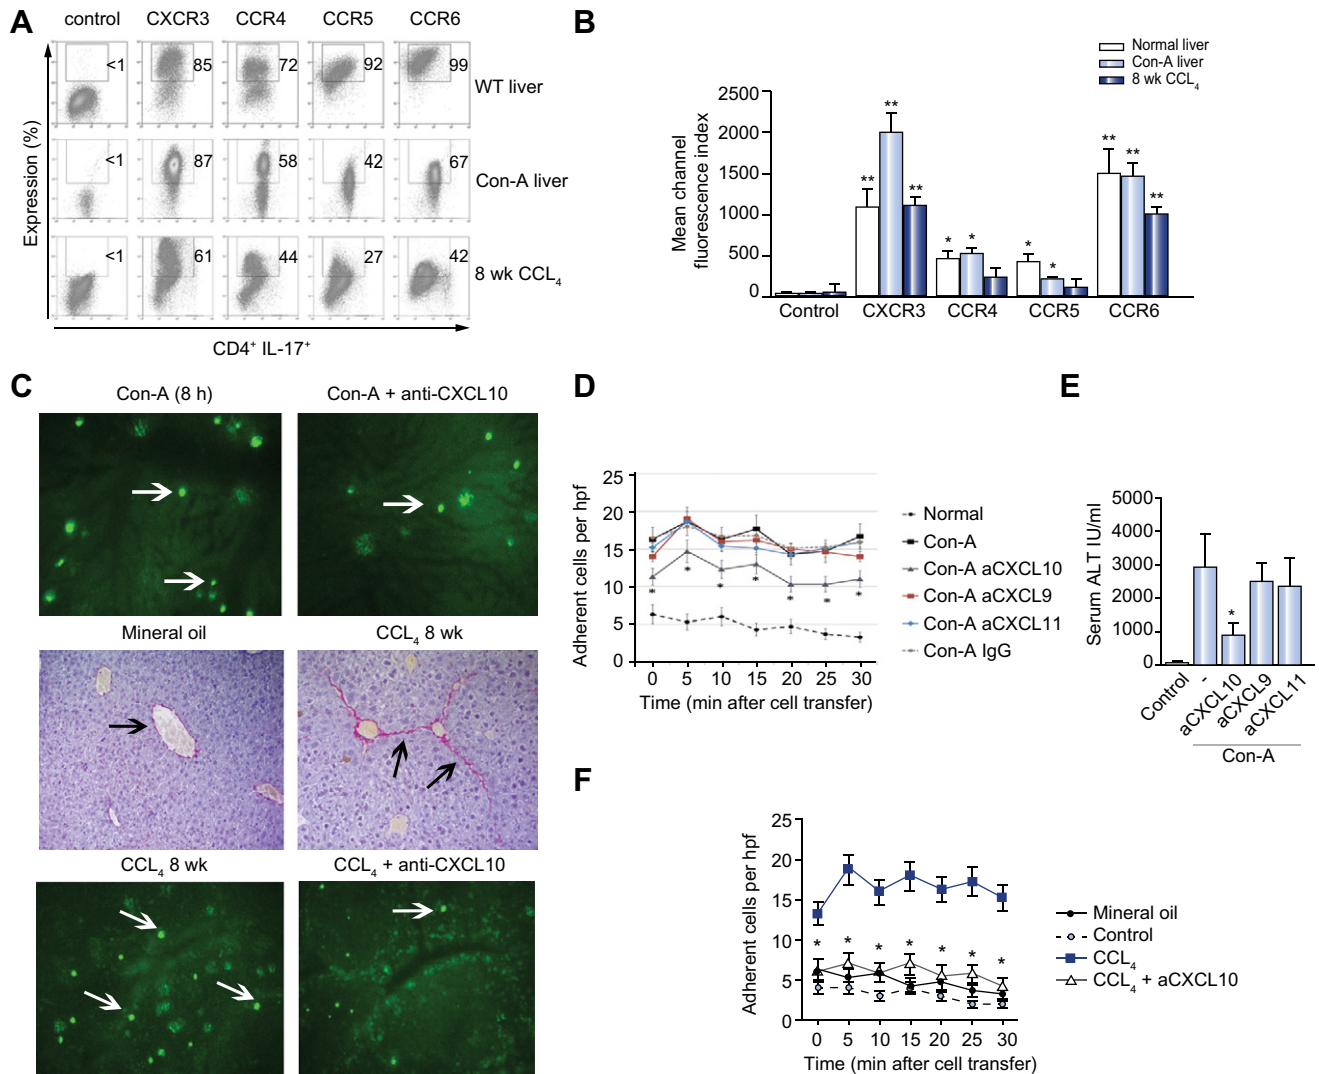 A
control CXCR3 CCR4 CCR5 CCR6
<1 85 72 92 99 WT liver
<1 87 58 42 67 Con-A liver
<1 61 44 27 42 8 wk CCL4
Expression (%)
CD4+ IL-17+
B
Normal liver
Con-A liver
8 wk CCL4
Mean channel
fluorescence index
2500
2000
1500
1000
500
0
** ** **
* *
* *
** ** **
Control CXCR3 CCR4 CCR5 CCR6
C
Con-A (8 h) Con-A + anti-CXCL10
Mineral oil CCL4 8 wk
CCL4 8 wk CCL4 + anti-CXCL10
D
Adherent cells per hpf
25
20
15
10
5
0
* * * * * * *
0 5 10 15 20 25 30
Time (min after cell transfer)
Normal
Con-A
Con-A aCXCL10
Con-A aCXCL9
Con-A aCXCL11
Con-A IgG
E
Serum ALT IU/ml
5000
4000
3000
2000
1000
0
*
Control - aCXCL10 aCXCL9 aCXCL11
Con-A
F
Adherent cells per hpf
25
20
15
10
5
0
* * * * * * *
0 5 10 15 20 25 30
Time (min after cell transfer)
Mineral oil
Control
CCL4
CCL4 + aCXCL10